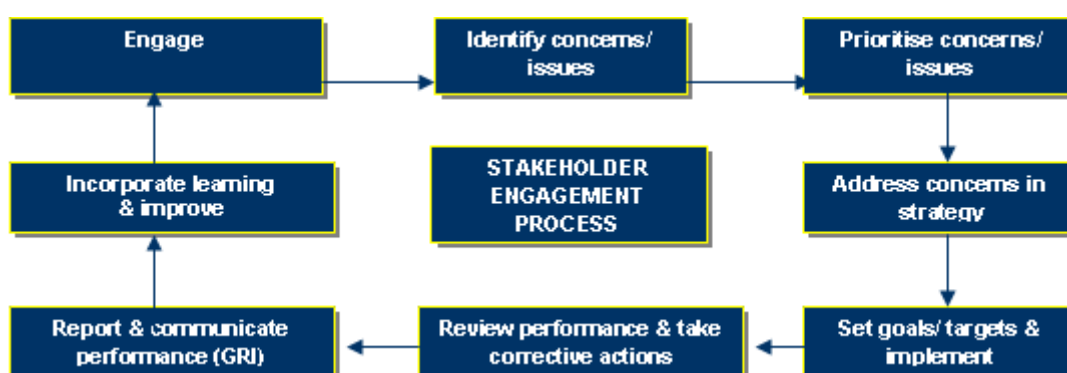 Engage
Identify concerns/
issues
Prioritise concerns/
issues
Incorporate learning
& improve
STAKEHOLDER
ENGAGEMENT
PROCESS
Address concerns in
strategy
Report & communicate
performance (GRI)
Review performance & take
corrective actions
Set goals/ targets &
implement